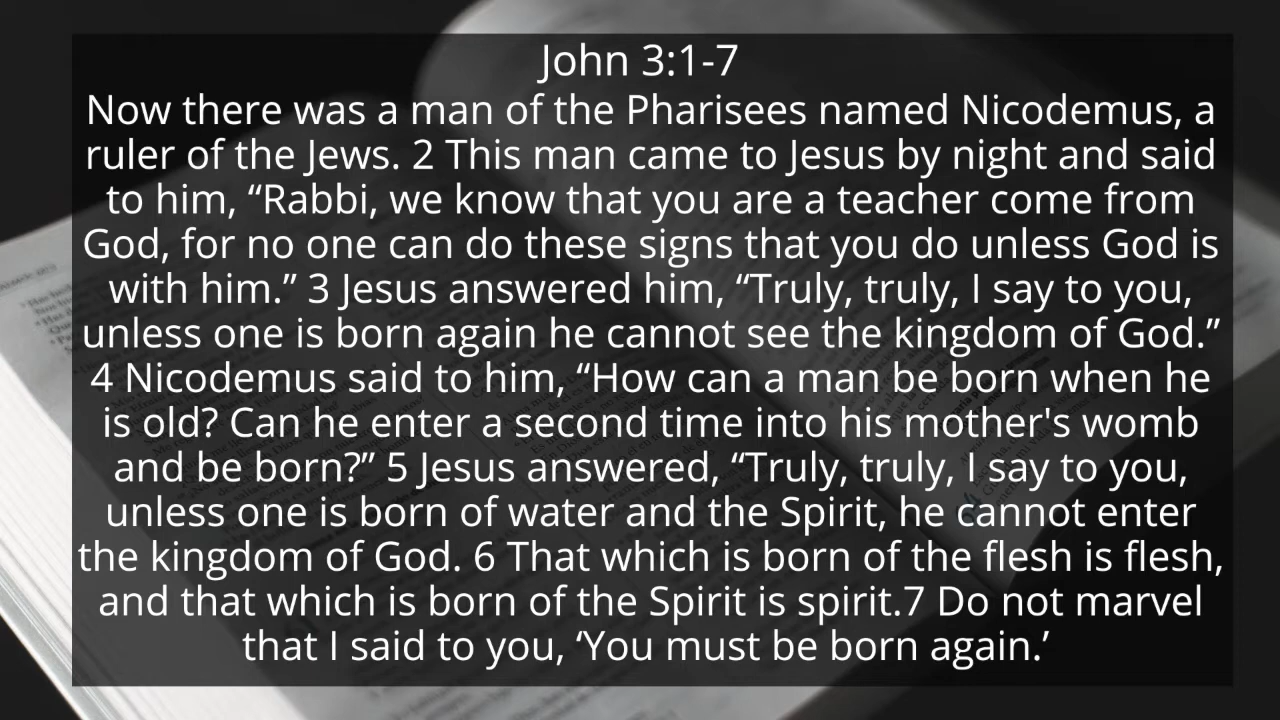 John 3:1-7
Now there was a man of the Pharisees named Nicodemus, a
ruler of the Jews. 2 This man came to Jesus by night and said
to him, “Rabbi, we know that you are a teacher come from
God, for no one can do these signs that you do unless God is
with him.” 3 Jesus answered him, “Truly, truly, I say to you,
unless one is born again he cannot see the kingdom of God.”
4 Nicodemus said to him, “How can a man be born when he
is old? Can he enter a second time into his mother's womb
and be born?” 5 Jesus answered, “Truly, truly, I say to you,
unless one is born of water and the Spirit, he cannot enter
the kingdom of God. 6 That which is born of the flesh is flesh,
and that which is born of the Spirit is spirit.7 Do not marvel
that I said to you, ‘You must be born again.’